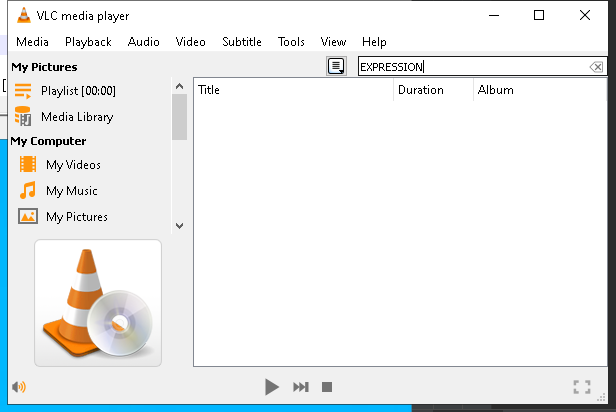 VLC media player
Media Playback Audio Video Subtitle Tools View Help
My Pictures
EXPRESSION
Playlist [00:00]
Media Library
My Computer
My Videos
My Music
My Pictures
Title Duration Album